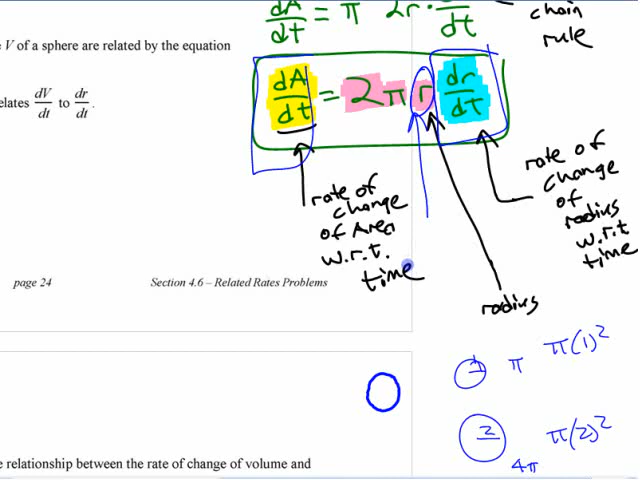 dA/dt = π 2r · dr/dt
chain
rule
e V of a sphere are related by the equation
dA/dt = 2π r dr/dt
elates dV/dt to dr/dt.
rate of
change
of Area
w.r.t.
time
rate of
change
of
radius
w.r.t
time
radius
page 24 Section 4.6 – Related Rates Problems
1 π π(1)²
2 4π π(2)²
e relationship between the rate of change of volume and